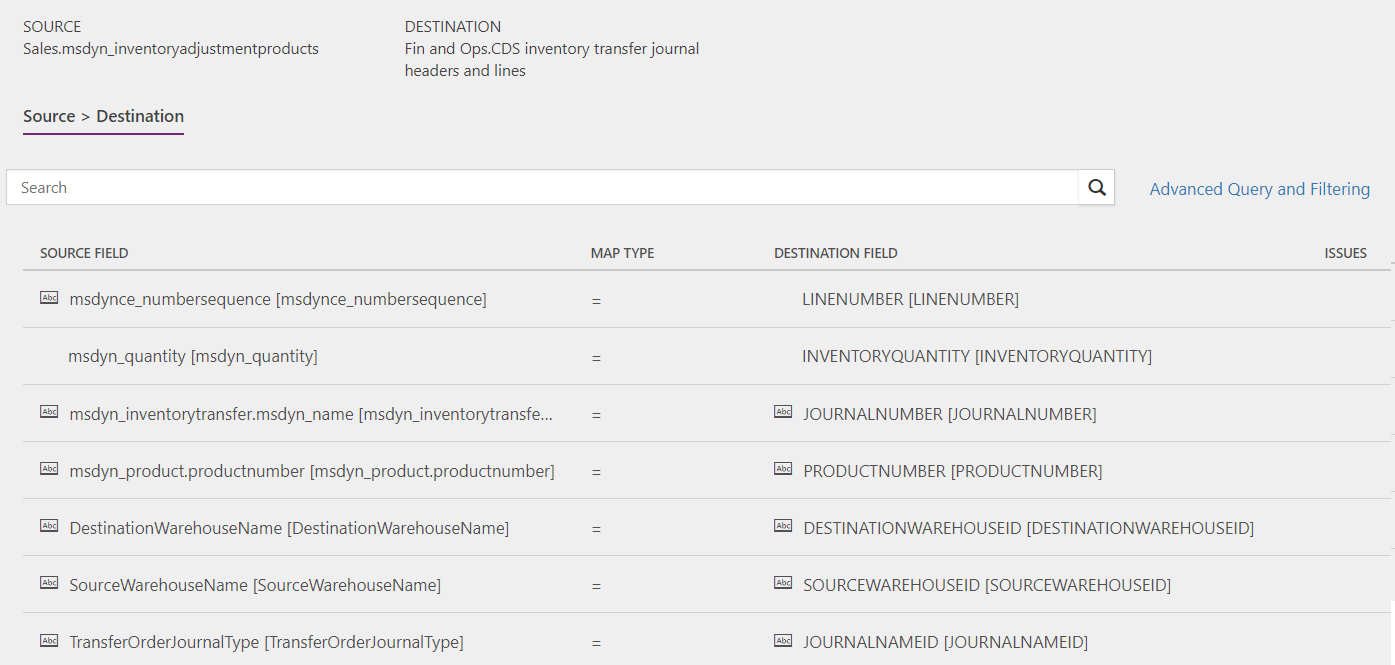 SOURCE
Sales.msdyn_inventoryadjustmentproducts
DESTINATION
Fin and Ops.CDS inventory transfer journal
headers and lines
Source > Destination
Search
Advanced Query and Filtering
SOURCE FIELD MAP TYPE DESTINATION FIELD ISSUES
Abc msdynce_numbersequence [msdynce_numbersequence] = LINENUMBER [LINENUMBER]
msdyn_quantity [msdyn_quantity] = INVENTORYQUANTITY [INVENTORYQUANTITY]
Abc msdyn_inventorytransfer.msdyn_name [msdyn_inventorytransfe... = Abc JOURNALNUMBER [JOURNALNUMBER]
Abc msdyn_product.productnumber [msdyn_product.productnumber] = Abc PRODUCTNUMBER [PRODUCTNUMBER]
Abc DestinationWarehouseName [DestinationWarehouseName] = Abc DESTINATIONWAREHOUSEID [DESTINATIONWAREHOUSEID]
Abc SourceWarehouseName [SourceWarehouseName] = Abc SOURCEWAREHOUSEID [SOURCEWAREHOUSEID]
Abc TransferOrderJournalType [TransferOrderJournalType] = Abc JOURNALNAMEID [JOURNALNAMEID]